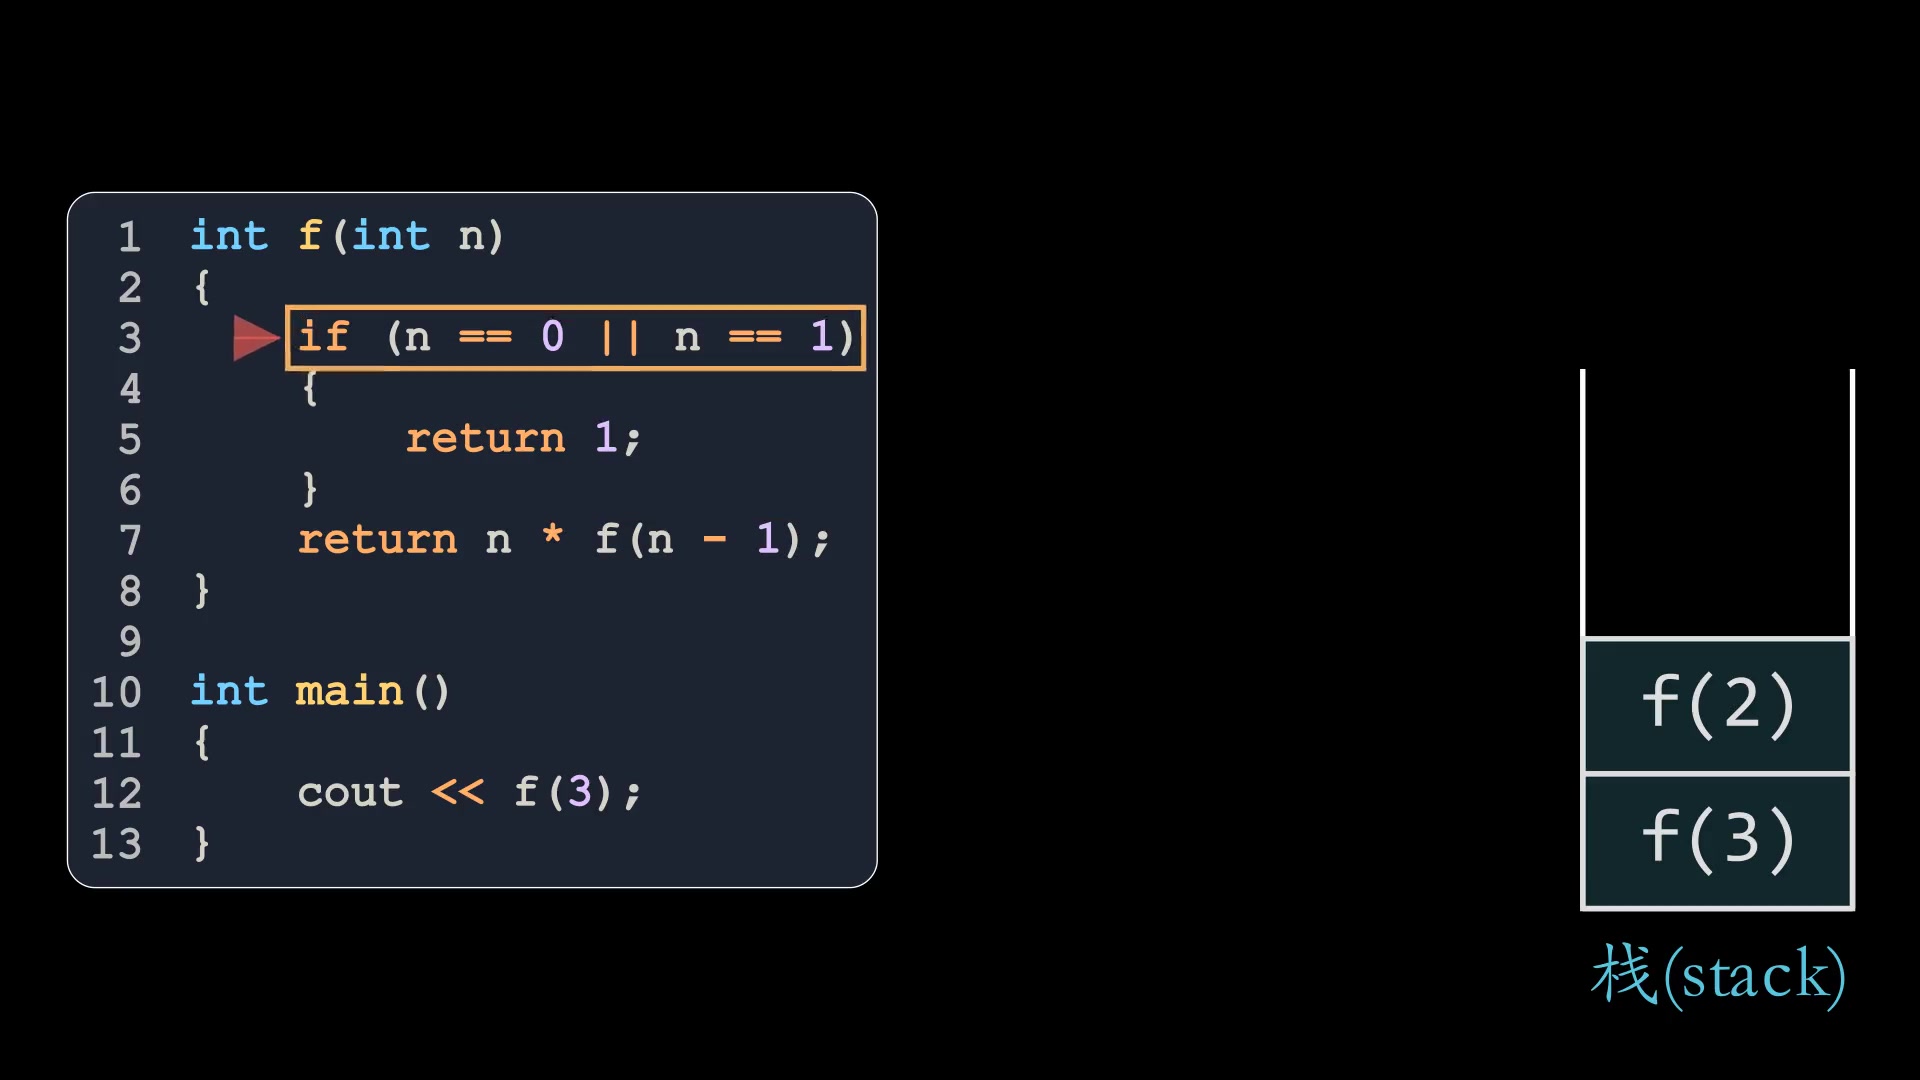 1 int f(int n)
2 {
3 if (n == 0 || n == 1)
4 {
5 return 1;
6 }
7 return n * f(n - 1);
8 }
9
10 int main()
11 {
12 cout << f(3);
13 }
f(2)
f(3)
栈(stack)